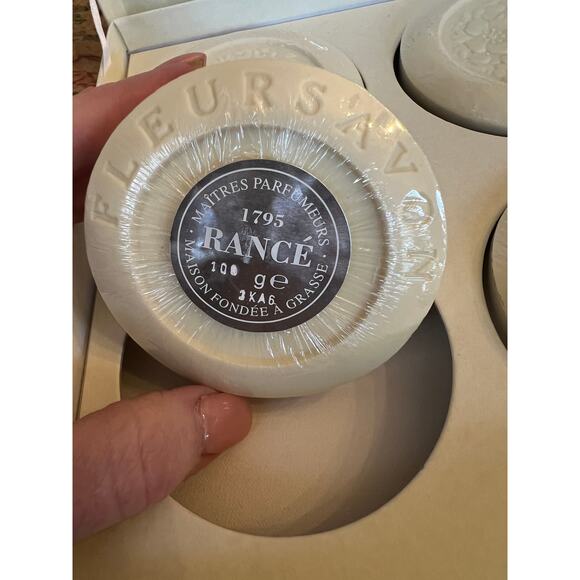 FLEURSAVON
MAÎTRES PARFUMEURS
1795
RANCÉ
100 g e
3KA6
· MAISON FONDÉE À GRASSE ·